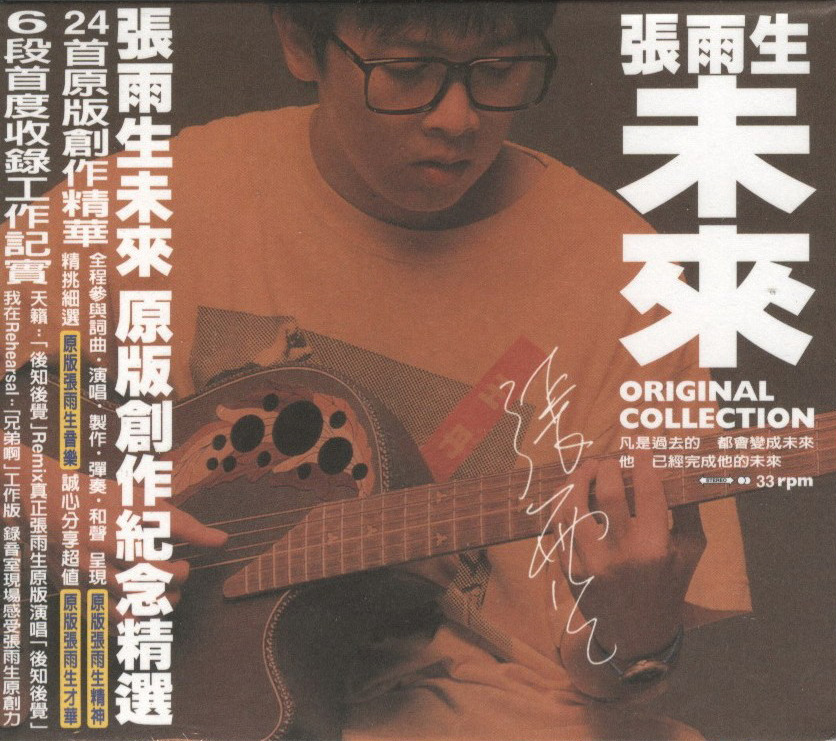 張雨生
未來
ORIGINAL
COLLECTION
凡是過去的 都會變成未來
他 已經完成他的未來
STEREO 33 rpm
張雨生
張雨生未來 原版創作紀念精選
24首原版創作精華
全程參與詞�·演唱·製作·彈奏·和聲 呈現 原版張雨生精神
精挑細選 原版張雨生音樂 誠心分享超值 原版張雨生才華
6段首度收錄工作記實
天籟：「後知後覺」Remix真正張雨生原版演唱「後知後覺」
我在Rehearsal：「兄弟啊」工作版 錄音室現場感受張雨生原創力